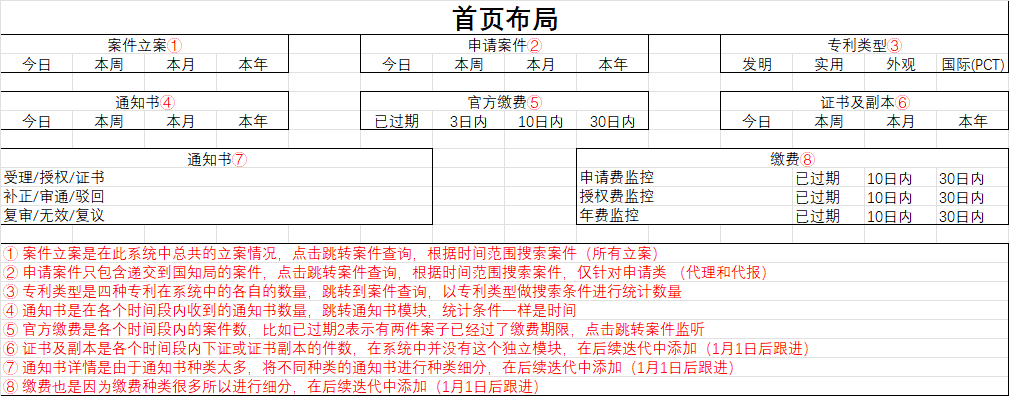 首页布局
案件立案① 申请案件② 专利类型③
今日 本周 本月 本年 今日 本周 本月 本年 发明 实用 外观 国际(PCT)
通知书④ 官方缴费⑤ 证书及副本⑥
今日 本周 本月 本年 已过期 3日内 10日内 30日内 今日 本周 本月 本年
通知书⑦ 缴费⑧
受理/授权/证书 申请费监控 已过期 10日内 30日内
补正/审通/驳回 授权费监控 已过期 10日内 30日内
复审/无效/复议 年费监控 已过期 10日内 30日内
① 案件立案是在此系统中总共的立案情况，点击跳转案件查询，根据时间范围搜索案件（所有立案）
② 申请案件只包含递交到国知局的案件，点击跳转案件查询，根据时间范围搜索案件，仅针对申请类 （代理和代报）
③ 专利类型是四种专利在系统中的各自的数量，跳转到案件查询，以专利类型做搜索条件进行统计数量
④ 通知书是在各个时间段内收到的通知书数量，跳转通知书模块，统计条件一样是时间
⑤ 官方缴费是各个时间段内的案件数，比如已过期2表示有两件案子已经过了缴费期限，点击跳转案件监听
⑥ 证书及副本是各个时间段内下证或证书副本的件数，在系统中并没有这个独立模块，在后续迭代中添加（1月1日后跟进）
⑦ 通知书详情是由于通知书种类太多，将不同种类的通知书进行种类细分，在后续迭代中添加（1月1日后跟进）
⑧ 缴费也是因为缴费种类很多所以进行细分，在后续迭代中添加（1月1日后跟进）